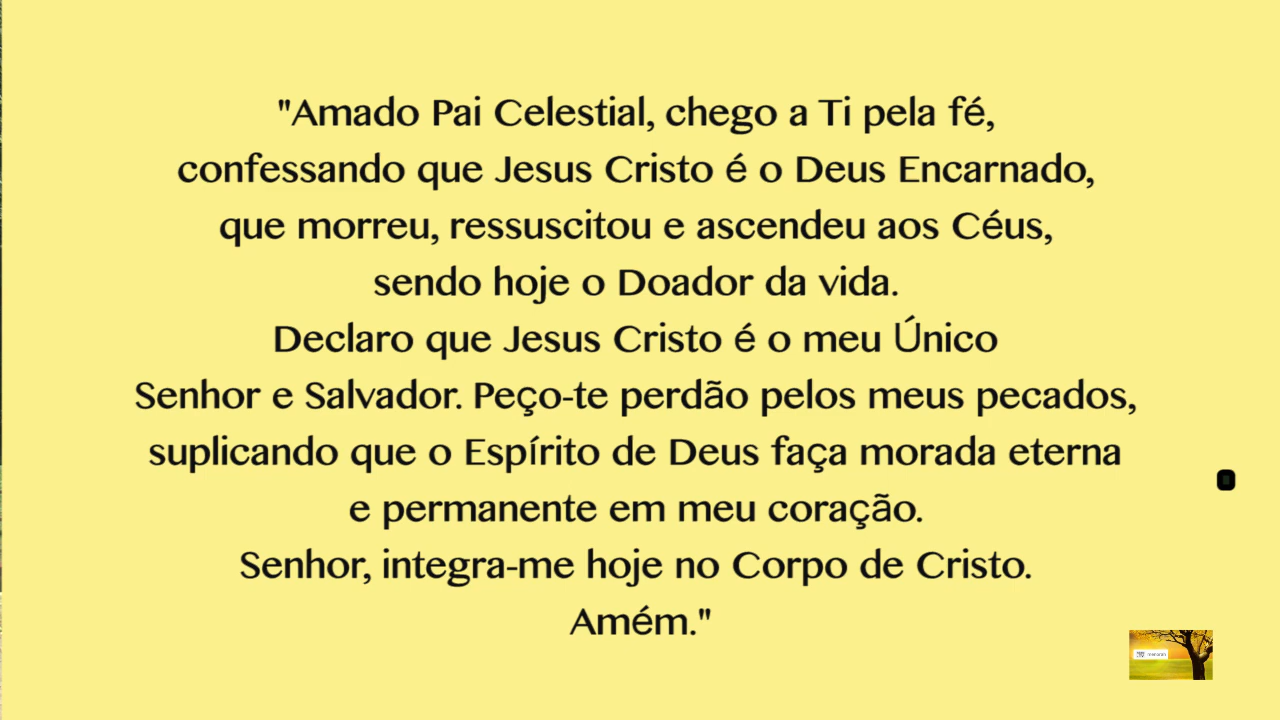 "Amado Pai Celestial, chego a Ti pela fé,
confessando que Jesus Cristo é o Deus Encarnado,
que morreu, ressuscitou e ascendeu aos Céus,
sendo hoje o Doador da vida.
Declaro que Jesus Cristo é o meu Único
Senhor e Salvador. Peço-te perdão pelos meus pecados,
suplicando que o Espírito de Deus faça morada eterna
e permanente em meu coração.
Senhor, integra-me hoje no Corpo de Cristo.
Amém."